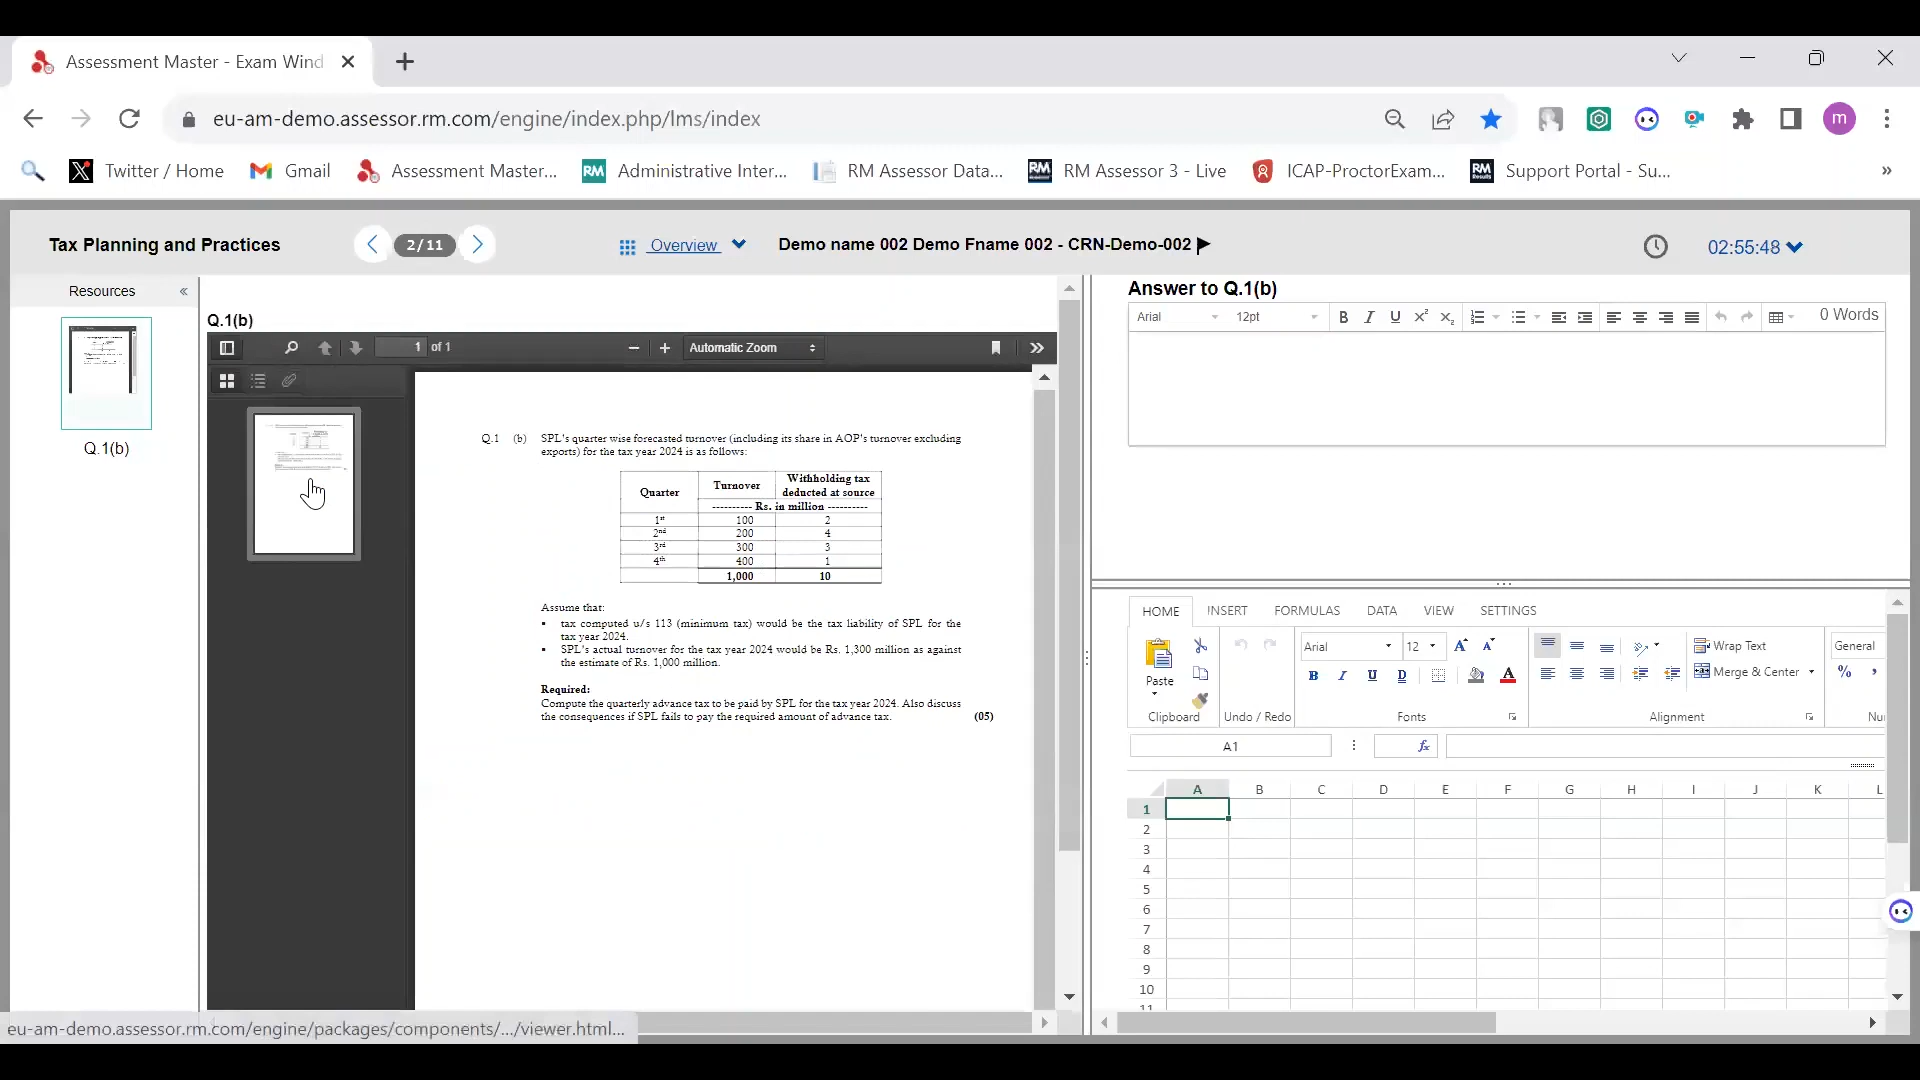 Assessment Master - Exam Wind
eu-am-demo.assessor.rm.com/engine/index.php/lms/index
m
Twitter / Home
Gmail
Assessment Master...
RM
Administrative Inter...
RM Assessor Data...
RM
RM Assessor 3 - Live
ICAP-ProctorExam...
RM
Support Portal - Su...
»
Tax Planning and Practices
2/11
Overview
Demo name 002 Demo Fname 002 - CRN-Demo-002
02:55:48
Resources «
Q.1(b)
Q.1(b)
1 of 1
Automatic Zoom
Q.1 (b) SPL's quarter wise forecasted turnover (including its share in AOP's turnover excluding
exports) for the tax year 2024 is as follows:
Quarter Turnover Withholding tax
deducted at source
---------- Rs. in million ----------
1st 100 2
2nd 200 4
3rd 300 3
4th 400 1
1,000 10
Assume that:
• tax computed u/s 113 (minimum tax) would be the tax liability of SPL for the
tax year 2024.
• SPL's actual turnover for the tax year 2024 would be Rs. 1,300 million as against
the estimate of Rs. 1,000 million.
Required:
Compute the quarterly advance tax to be paid by SPL for the tax year 2024. Also discuss
the consequences if SPL fails to pay the required amount of advance tax. (05)
eu-am-demo.assessor.rm.com/engine/packages/components/.../viewer.html...
Answer to Q.1(b)
Arial 12pt B I U X² X₂ 0 Words
HOME INSERT FORMULAS DATA VIEW SETTINGS
Paste
Clipboard
Undo / Redo
Arial 12 A A
B I U D A
Fonts
Wrap Text
Merge & Center
Alignment
General
% ,
Nu
A1 fx
A B C D E F G H I J K L
1
2
3
4
5
6
7
8
9
10
11